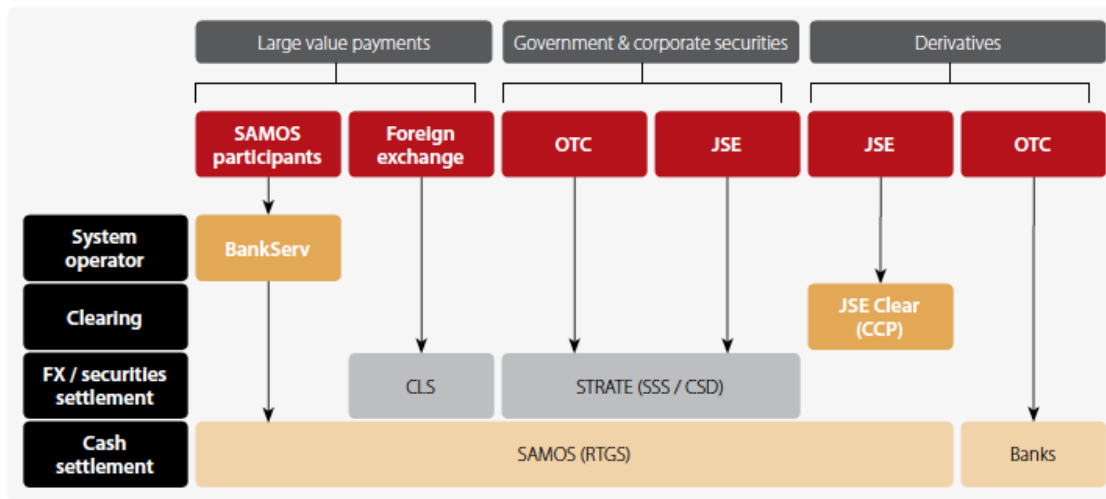 Large value payments
Government & corporate securities
Derivatives
SAMOS
participants
Foreign
exchange
OTC
JSE
JSE
OTC
System
operator
BankServ
Clearing
JSE Clear
(CCP)
FX / securities
settlement
CLS
STRATE (SSS / CSD)
Cash
settlement
SAMOS (RTGS)
Banks